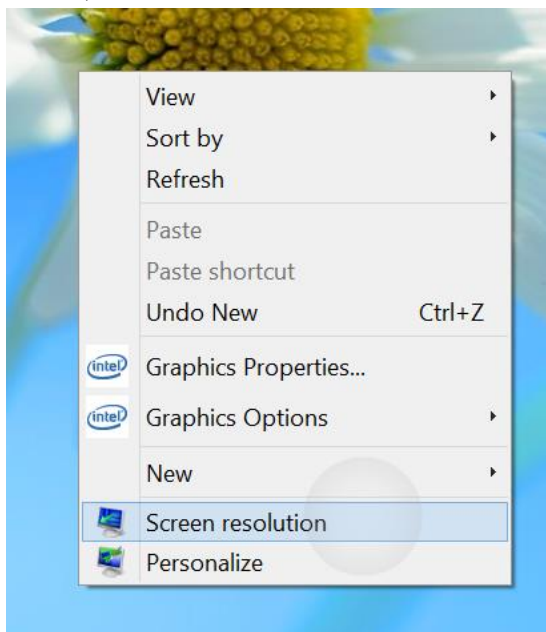 View
Sort by
Refresh
Paste
Paste shortcut
Undo New Ctrl+Z
intel Graphics Properties...
intel Graphics Options
New
Screen resolution
Personalize